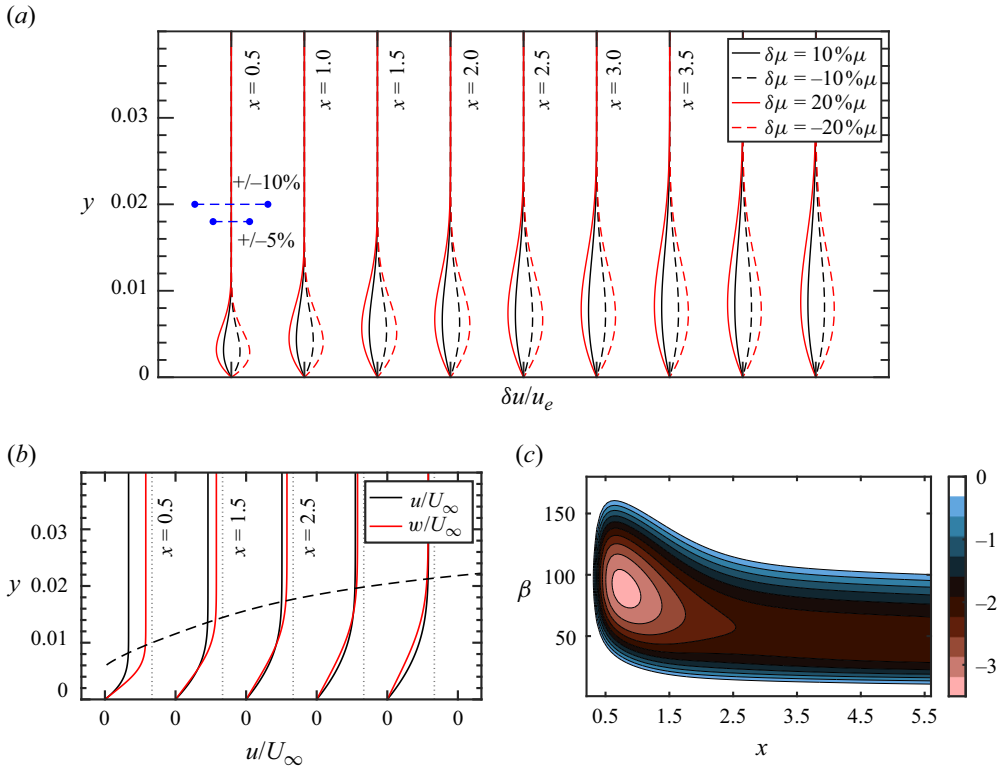 (a)
x = 0.5
x = 1.0
x = 1.5
x = 2.0
x = 2.5
x = 3.0
x = 3.5
δμ = 10%μ
δμ = –10%μ
δμ = 20%μ
δμ = –20%μ
0.03
0.02
0.01
0
y
+/–10%
+/–5%
δu/u_e
(b)
x = 0.5
x = 1.5
x = 2.5
u/U_∞
w/U_∞
0.03
0.02
0.01
0
y
0 0 0 0 0 0
u/U_∞
(c)
150
100
50
β
0.5 1.5 2.5 3.5 4.5 5.5
x
0
–1
–2
–3